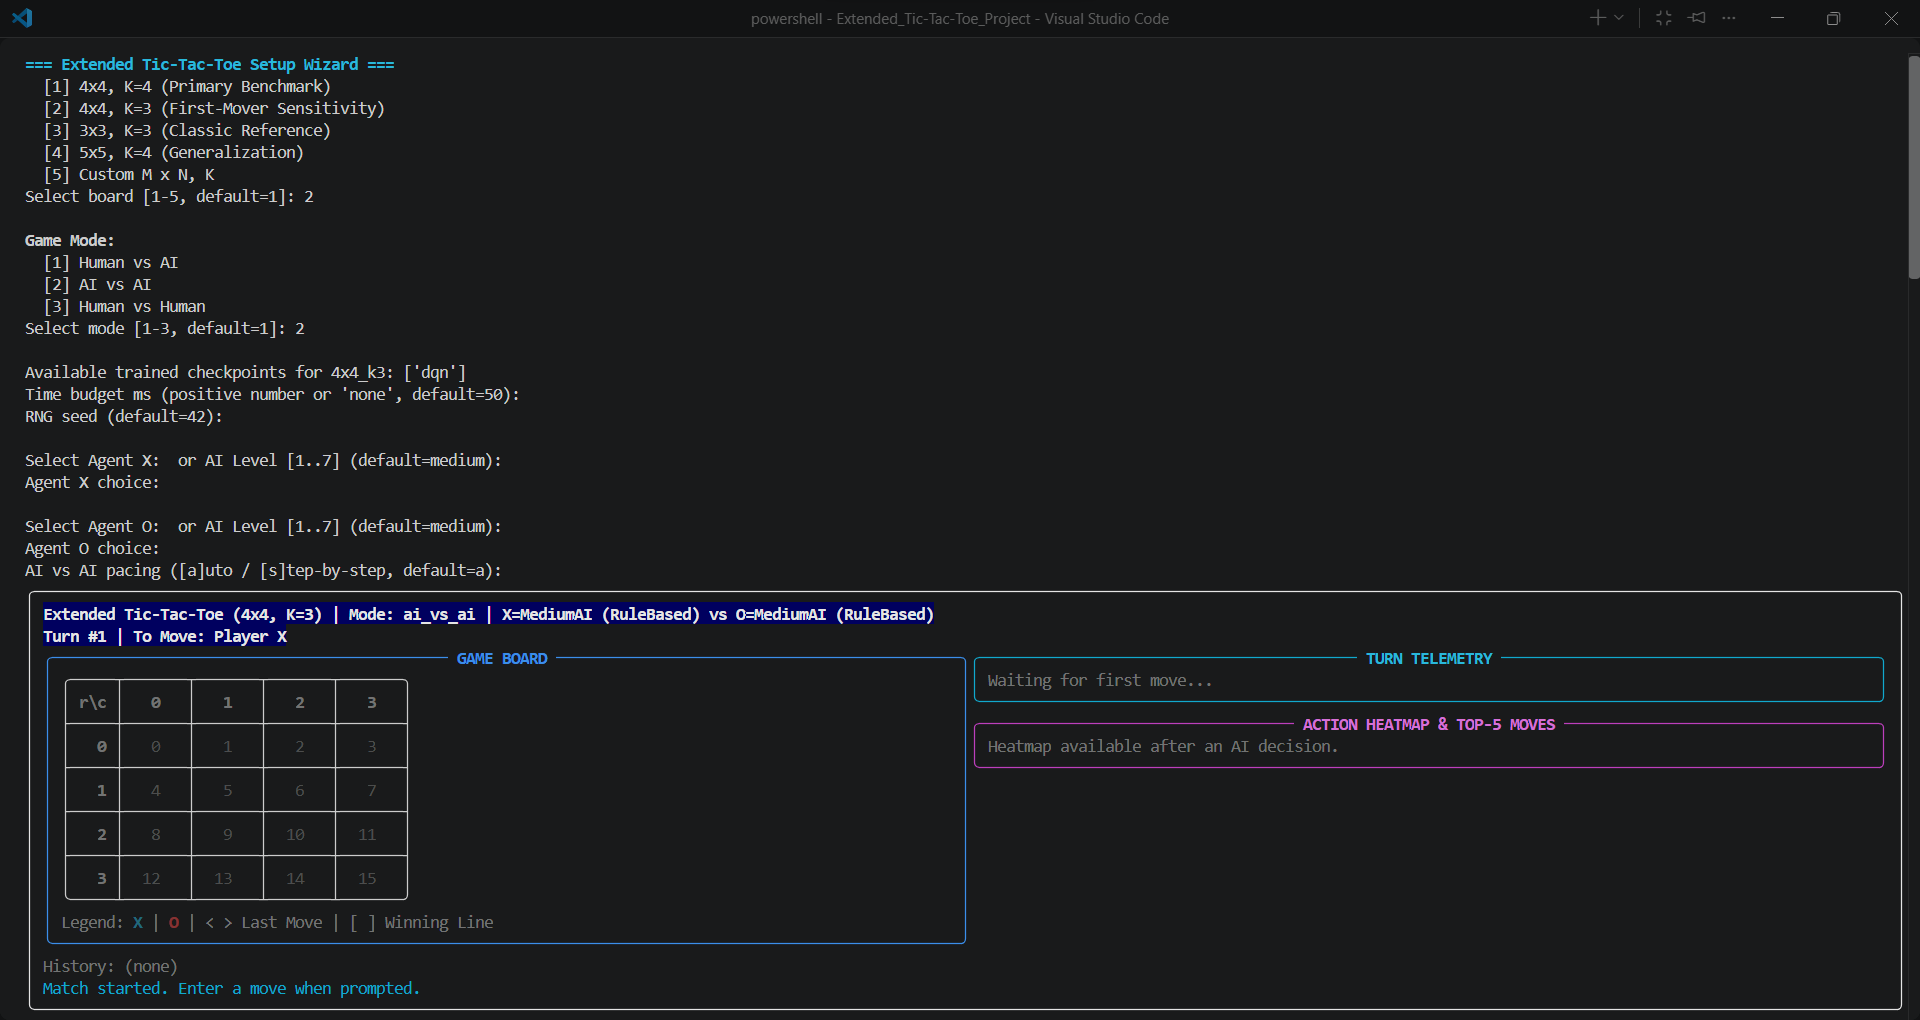 powershell - Extended_Tic-Tac-Toe_Project - Visual Studio Code
=== Extended Tic-Tac-Toe Setup Wizard ===
[1] 4x4, K=4 (Primary Benchmark)
[2] 4x4, K=3 (First-Mover Sensitivity)
[3] 3x3, K=3 (Classic Reference)
[4] 5x5, K=4 (Generalization)
[5] Custom M x N, K
Select board [1-5, default=1]: 2
Game Mode:
[1] Human vs AI
[2] AI vs AI
[3] Human vs Human
Select mode [1-3, default=1]: 2
Available trained checkpoints for 4x4_k3: ['dqn']
Time budget ms (positive number or 'none', default=50):
RNG seed (default=42):
Select Agent X:  or AI Level [1..7] (default=medium):
Agent X choice:
Select Agent O:  or AI Level [1..7] (default=medium):
Agent O choice:
AI vs AI pacing ([a]uto / [s]tep-by-step, default=a):
Extended Tic-Tac-Toe (4x4, K=3) | Mode: ai_vs_ai | X=MediumAI (RuleBased) vs O=MediumAI (RuleBased)
Turn #1 | To Move: Player X
GAME BOARD
r\c 0 1 2 3
0 0 1 2 3
1 4 5 6 7
2 8 9 10 11
3 12 13 14 15
Legend: X | O | < > Last Move | [ ] Winning Line
TURN TELEMETRY
Waiting for first move...
ACTION HEATMAP & TOP-5 MOVES
Heatmap available after an AI decision.
History: (none)
Match started. Enter a move when prompted.